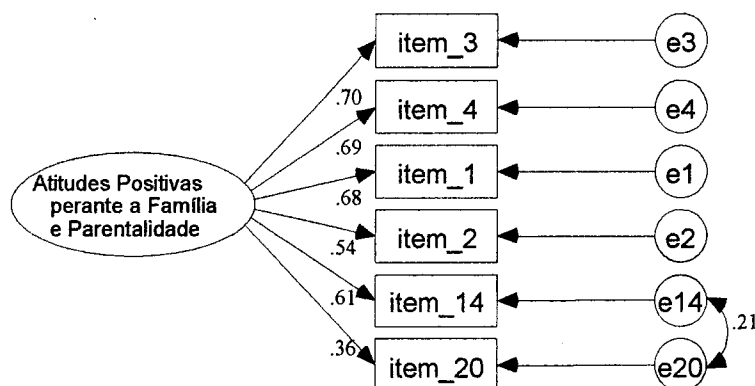 item_3
e3
.70
item_4
e4
.69
Atitudes Positivas
perante a Família
e Parentalidade
item_1
e1
.68
item_2
e2
.54
item_14
e14
.61
.21
item_20
e20
.36